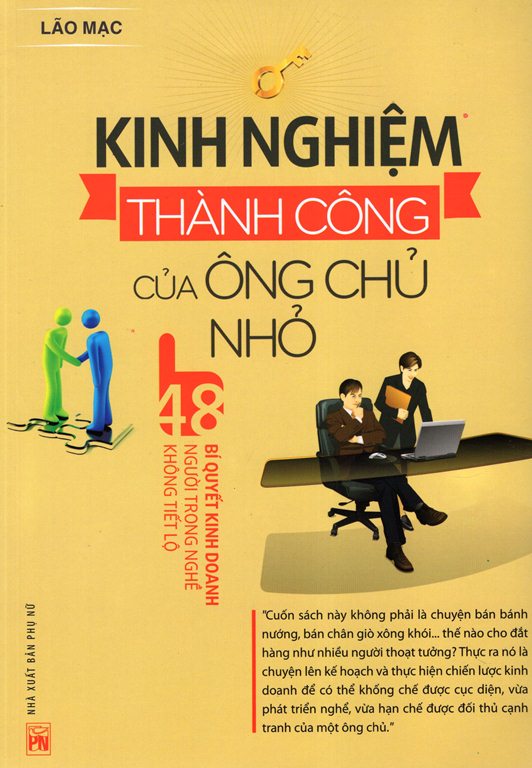 LÃO MẠC
KINH NGHIỆM
THÀNH CÔNG
CỦA ÔNG CHỦ
NHỎ
48
BÍ QUYẾT KINH DOANH
NGƯỜI TRONG NGHỀ
KHÔNG TIẾT LỘ
"Cuốn sách này không phải là chuyện bán bánh
nướng, bán chân giò xông khói... thế nào cho đắt
hàng như nhiều người thoạt tưởng? Thực ra nó là
chuyện lên kế hoạch và thực hiện chiến lược kinh
doanh để có thể khống chế được cục diện, vừa
phát triển nghề, vừa hạn chế được đối thủ cạnh
tranh của một ông chủ."
NHÀ XUẤT BẢN PHỤ NỮ
PN